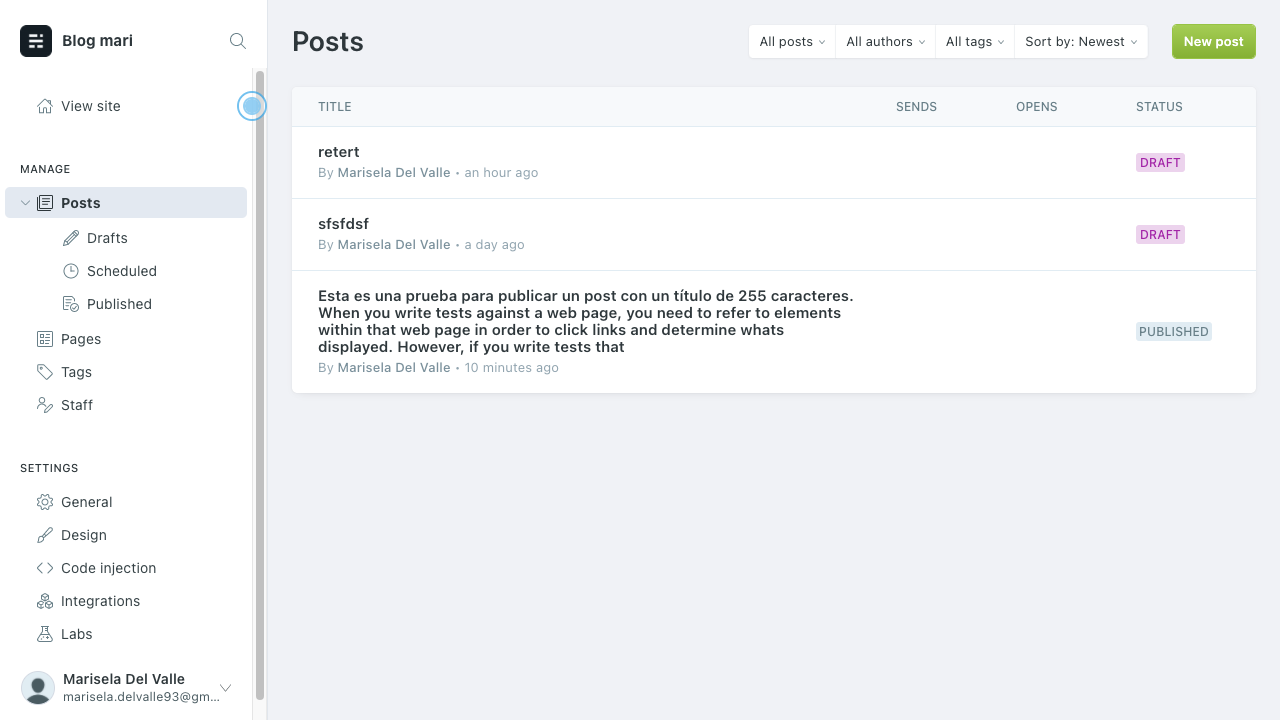 Blog mari
View site
MANAGE
Posts
Drafts
Scheduled
Published
Pages
Tags
Staff
SETTINGS
General
Design
Code injection
Integrations
Labs
Marisela Del Valle
marisela.delvalle93@gm...
Posts
All posts
All authors
All tags
Sort by: Newest
New post
TITLE SENDS OPENS STATUS
retert
By Marisela Del Valle • an hour ago
DRAFT
sfsfdsf
By Marisela Del Valle • a day ago
DRAFT
Esta es una prueba para publicar un post con un título de 255 caracteres.
When you write tests against a web page, you need to refer to elements
within that web page in order to click links and determine whats
displayed. However, if you write tests that
By Marisela Del Valle • 10 minutes ago
PUBLISHED